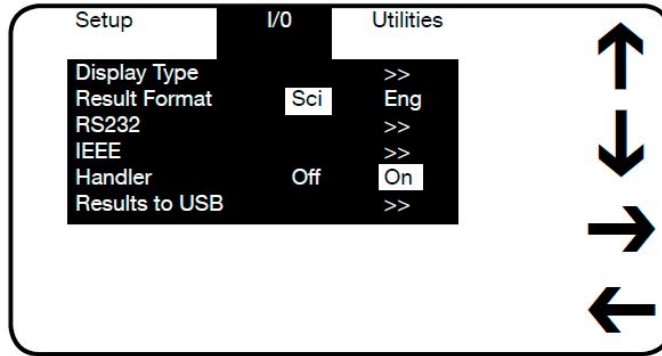 Setup I/0 Utilities
Display Type >>
Result Format Sci Eng
RS232 >>
IEEE >>
Handler Off On
Results to USB >>